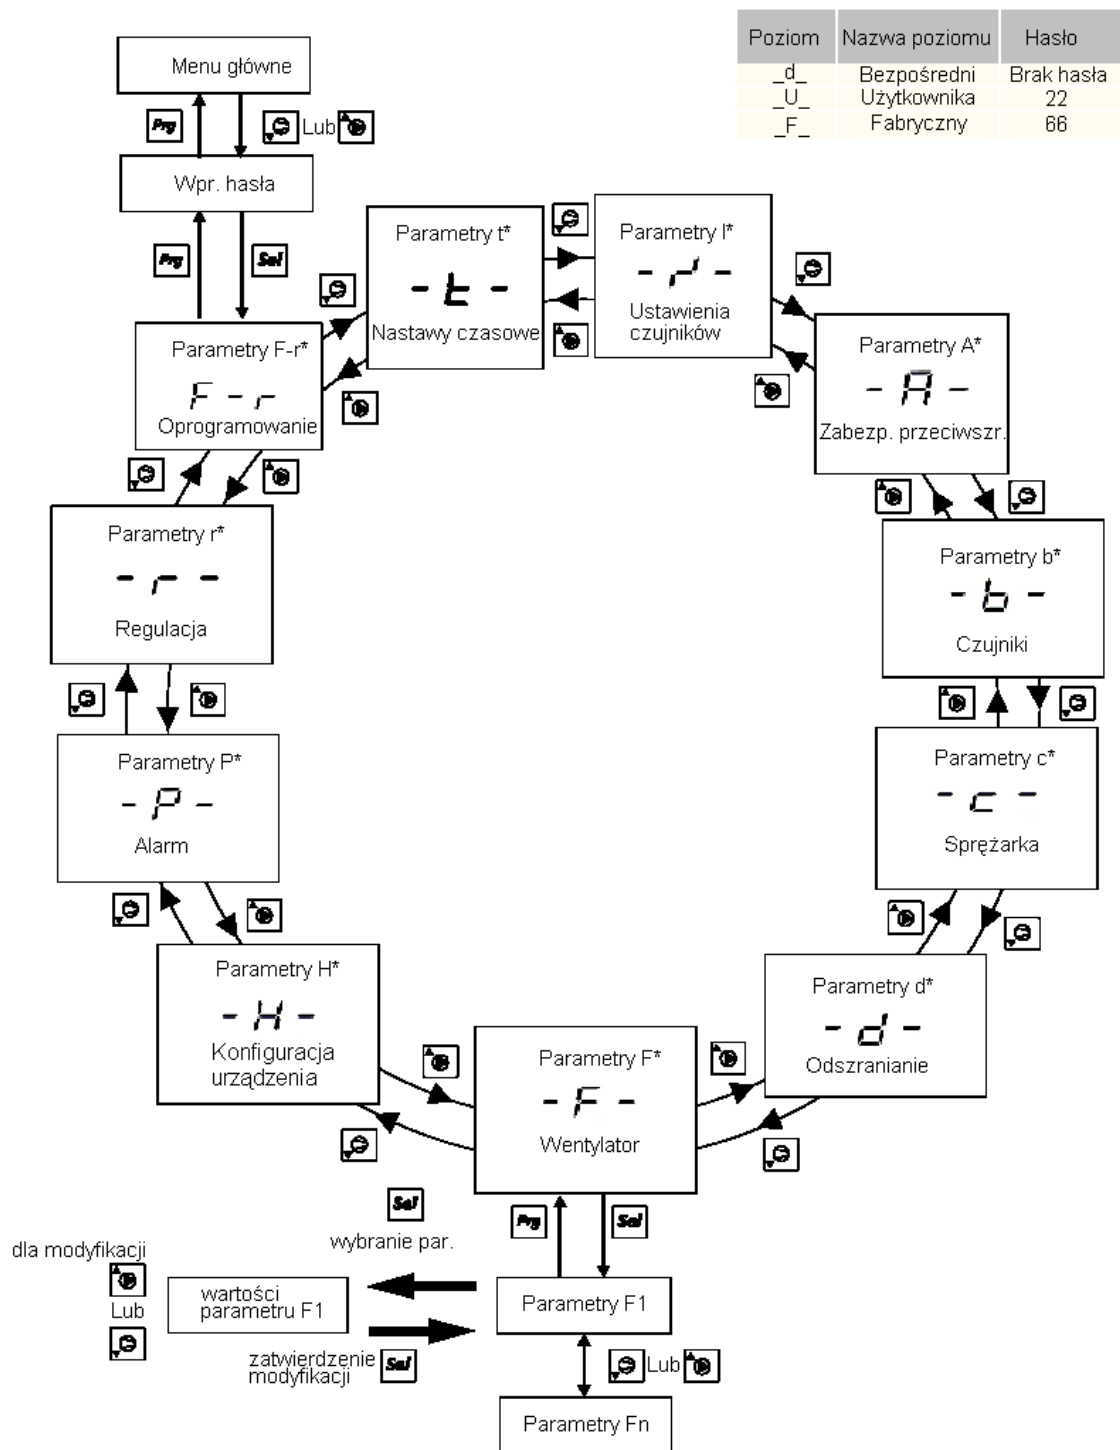 Poziom Nazwa poziomu Hasło
_d_ Bezpośredni Brak hasła
_U_ Użytkownika 22
_F_ Fabryczny 66
Menu główne
Prg
Lub
Wpr. hasła
Prg
Sel
Parametry F-r*
F-r
Oprogramowanie
Parametry t*
- t -
Nastawy czasowe
Parametry I*
- r' -
Ustawienia
czujników
Parametry A*
- A -
Zabezp. przeciwszr.
Parametry b*
- b -
Czujniki
Parametry c*
- c -
Sprężarka
Parametry d*
- d -
Odszranianie
Parametry F*
- F -
Wentylator
Parametry H*
- H -
Konfiguracja
urządzenia
Parametry P*
- P -
Alarm
Parametry r*
- r -
Regulacja
Prg
Sel
Sel
wybranie par.
dla modyfikacji
Lub
wartości
parametru F1
zatwierdzenie
modyfikacji
Sel
Parametry F1
Lub
Parametry Fn